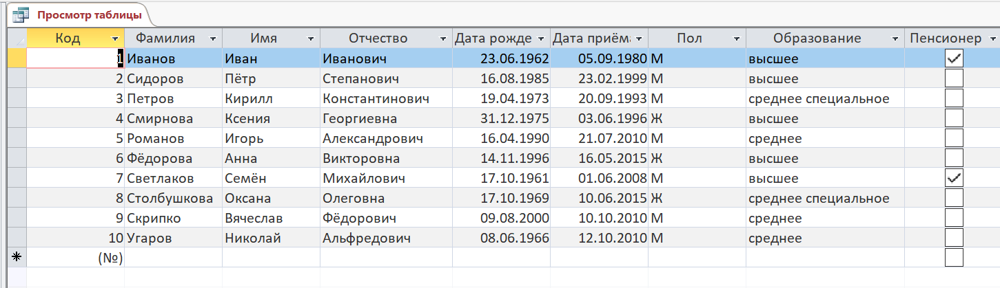 Просмотр таблицы
Код Фамилия Имя Отчество Дата рожде Дата приём Пол Образование Пенсионер
1 Иванов Иван Иванович 23.06.1962 05.09.1980 М высшее
2 Сидоров Пётр Степанович 16.08.1985 23.02.1999 М высшее
3 Петров Кирилл Константинович 19.04.1973 20.09.1993 М среднее специальное
4 Смирнова Ксения Георгиевна 31.12.1975 03.06.1996 Ж высшее
5 Романов Игорь Александрович 16.04.1990 21.07.2010 М среднее
6 Фёдорова Анна Викторовна 14.11.1996 16.05.2015 Ж высшее
7 Светлаков Семён Михайлович 17.10.1961 01.06.2008 М высшее
8 Столбушкова Оксана Олеговна 17.10.1969 10.06.2015 Ж среднее специальное
9 Скрипко Вячеслав Фёдорович 09.08.2000 10.10.2010 М среднее
10 Угаров Николай Альфредович 08.06.1966 12.10.2010 М среднее
(№)